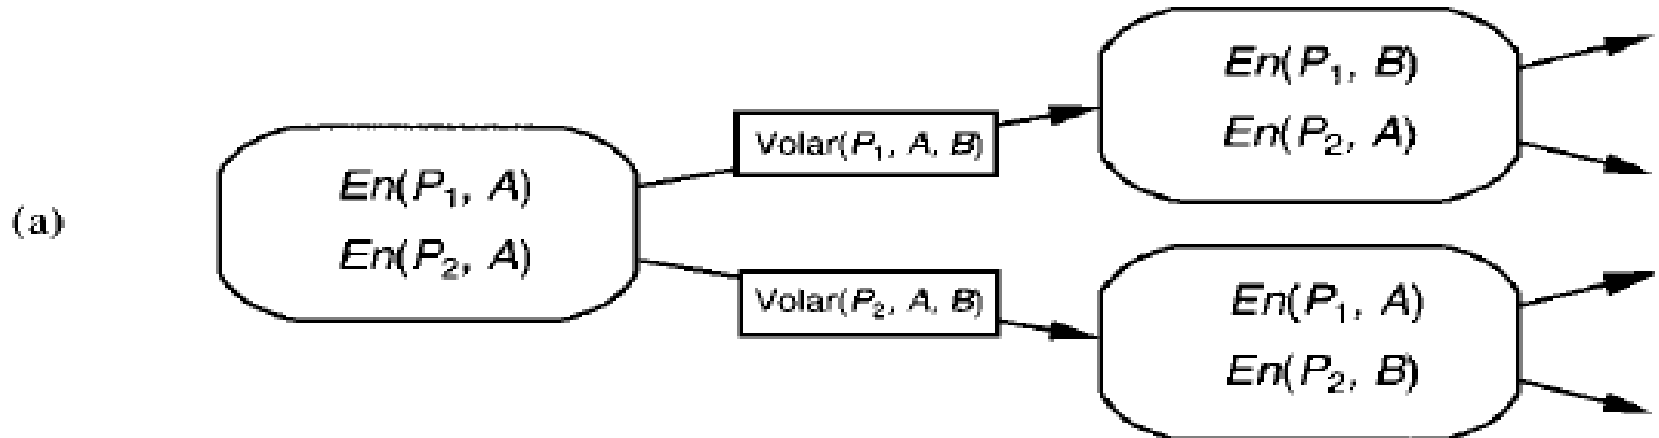 (a)
En(P₁, A)
En(P₂, A)
Volar(P₁, A, B)
Volar(P₂, A, B)
En(P₁, B)
En(P₂, A)
En(P₁, A)
En(P₂, B)